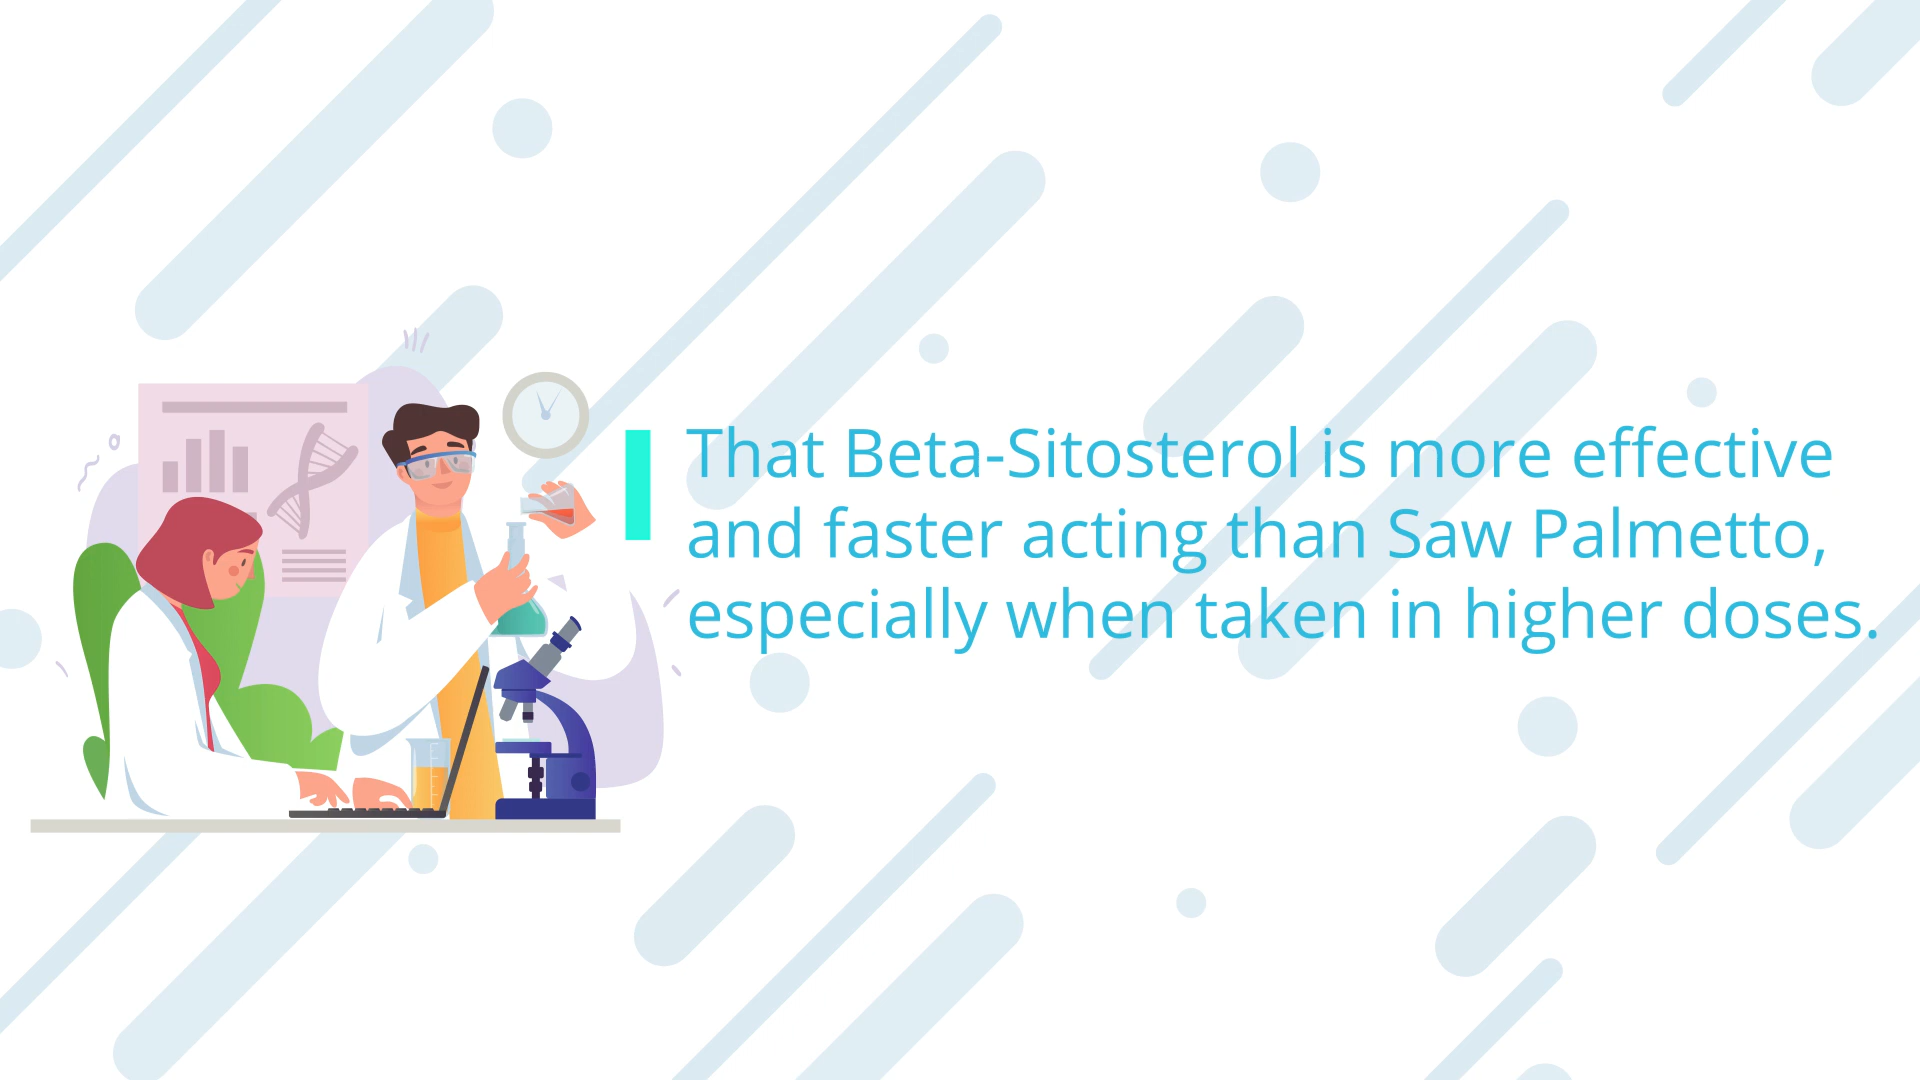 That Beta-Sitosterol is more effective
and faster acting than Saw Palmetto,
especially when taken in higher doses.